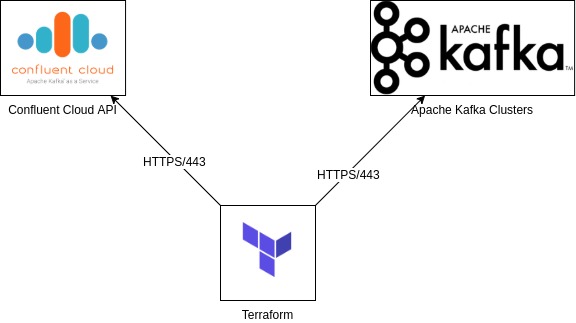 confluent cloud
Apache Kafka as a Service
APACHE
kafka
TM
Confluent Cloud API
Apache Kafka Clusters
HTTPS/443
HTTPS/443
Terraform